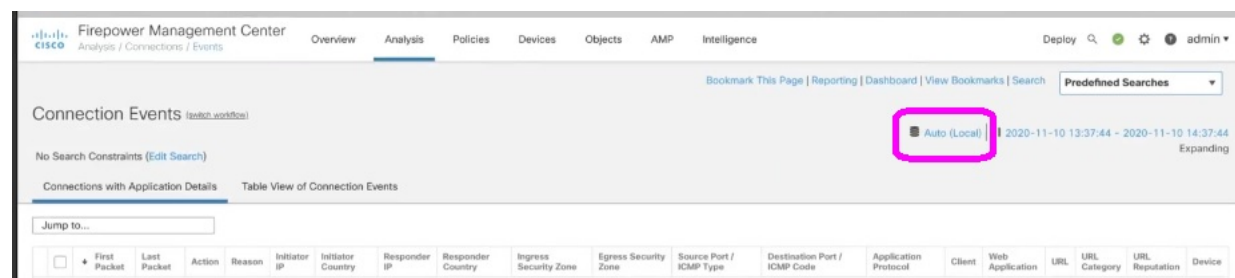 CISCO Firepower Management Center
Analysis / Connections / Events
Overview Analysis Policies Devices Objects AMP Intelligence Deploy admin
Bookmark This Page | Reporting | Dashboard | View Bookmarks | Search Predefined Searches
Connection Events (switch workflow)
Auto (Local) 2020-11-10 13:37:44 - 2020-11-10 14:37:44
Expanding
No Search Constraints (Edit Search)
Connections with Application Details Table View of Connection Events
Jump to...
First Packet Last Packet Action Reason Initiator IP Initiator Country Responder IP Responder Country Ingress Security Zone Egress Security Zone Source Port / ICMP Type Destination Port / ICMP Code Application Protocol Client Web Application URL URL Category URL Reputation Device